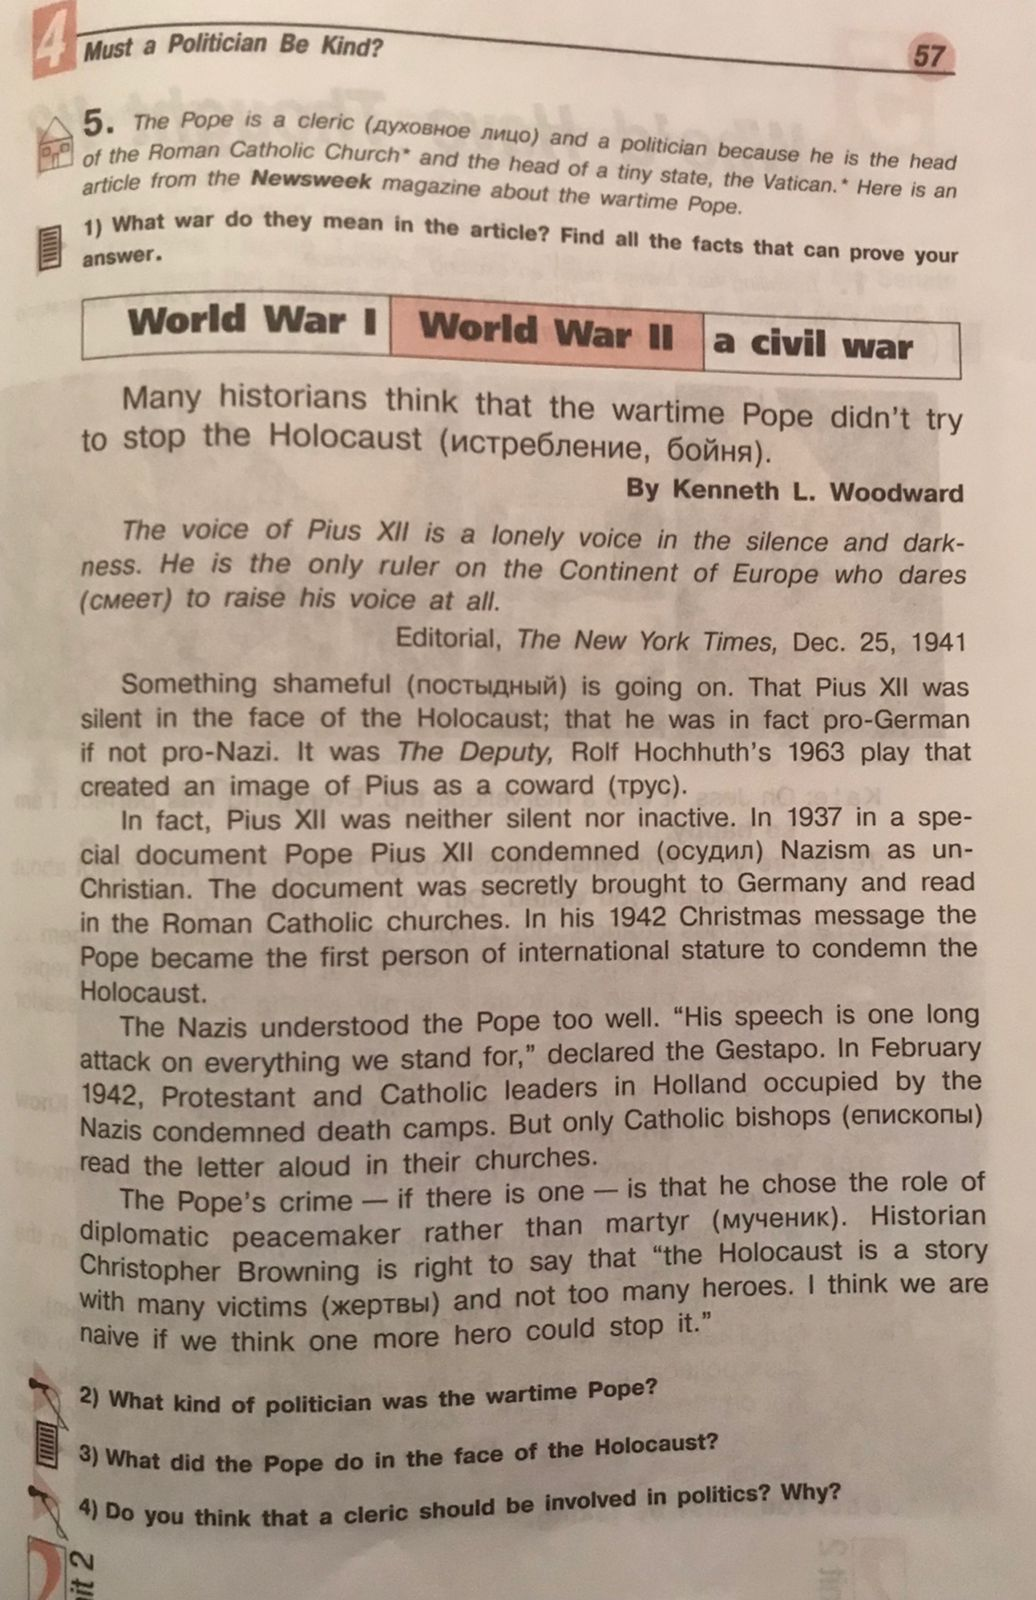 4 Must a Politician Be Kind? 57
5. The Pope is a cleric (духовное лицо) and a politician because he is the head
of the Roman Catholic Church* and the head of a tiny state, the Vatican.* Here is an
article from the Newsweek magazine about the wartime Pope.
1) What war do they mean in the article? Find all the facts that can prove your
answer.
World War I World War II a civil war
Many historians think that the wartime Pope didn't try
to stop the Holocaust (истребление, бойня).
By Kenneth L. Woodward
The voice of Pius XII is a lonely voice in the silence and dark-
ness. He is the only ruler on the Continent of Europe who dares
(смеет) to raise his voice at all.
Editorial, The New York Times, Dec. 25, 1941
Something shameful (постыдный) is going on. That Pius XII was
silent in the face of the Holocaust; that he was in fact pro-German
if not pro-Nazi. It was The Deputy, Rolf Hochhuth's 1963 play that
created an image of Pius as a coward (трус).
In fact, Pius XII was neither silent nor inactive. In 1937 in a spe-
cial document Pope Pius XII condemned (осудил) Nazism as un-
Christian. The document was secretly brought to Germany and read
in the Roman Catholic churches. In his 1942 Christmas message the
Pope became the first person of international stature to condemn the
Holocaust.
The Nazis understood the Pope too well. “His speech is one long
attack on everything we stand for,” declared the Gestapo. In February
1942, Protestant and Catholic leaders in Holland occupied by the
Nazis condemned death camps. But only Catholic bishops (епископы)
read the letter aloud in their churches.
The Pope's crime — if there is one — is that he chose the role of
diplomatic peacemaker rather than martyr (мученик). Historian
Christopher Browning is right to say that “the Holocaust is a story
with many victims (жертвы) and not too many heroes. I think we are
naive if we think one more hero could stop it.”
2) What kind of politician was the wartime Pope?
3) What did the Pope do in the face of the Holocaust?
4) Do you think that a cleric should be involved in politics? Why?